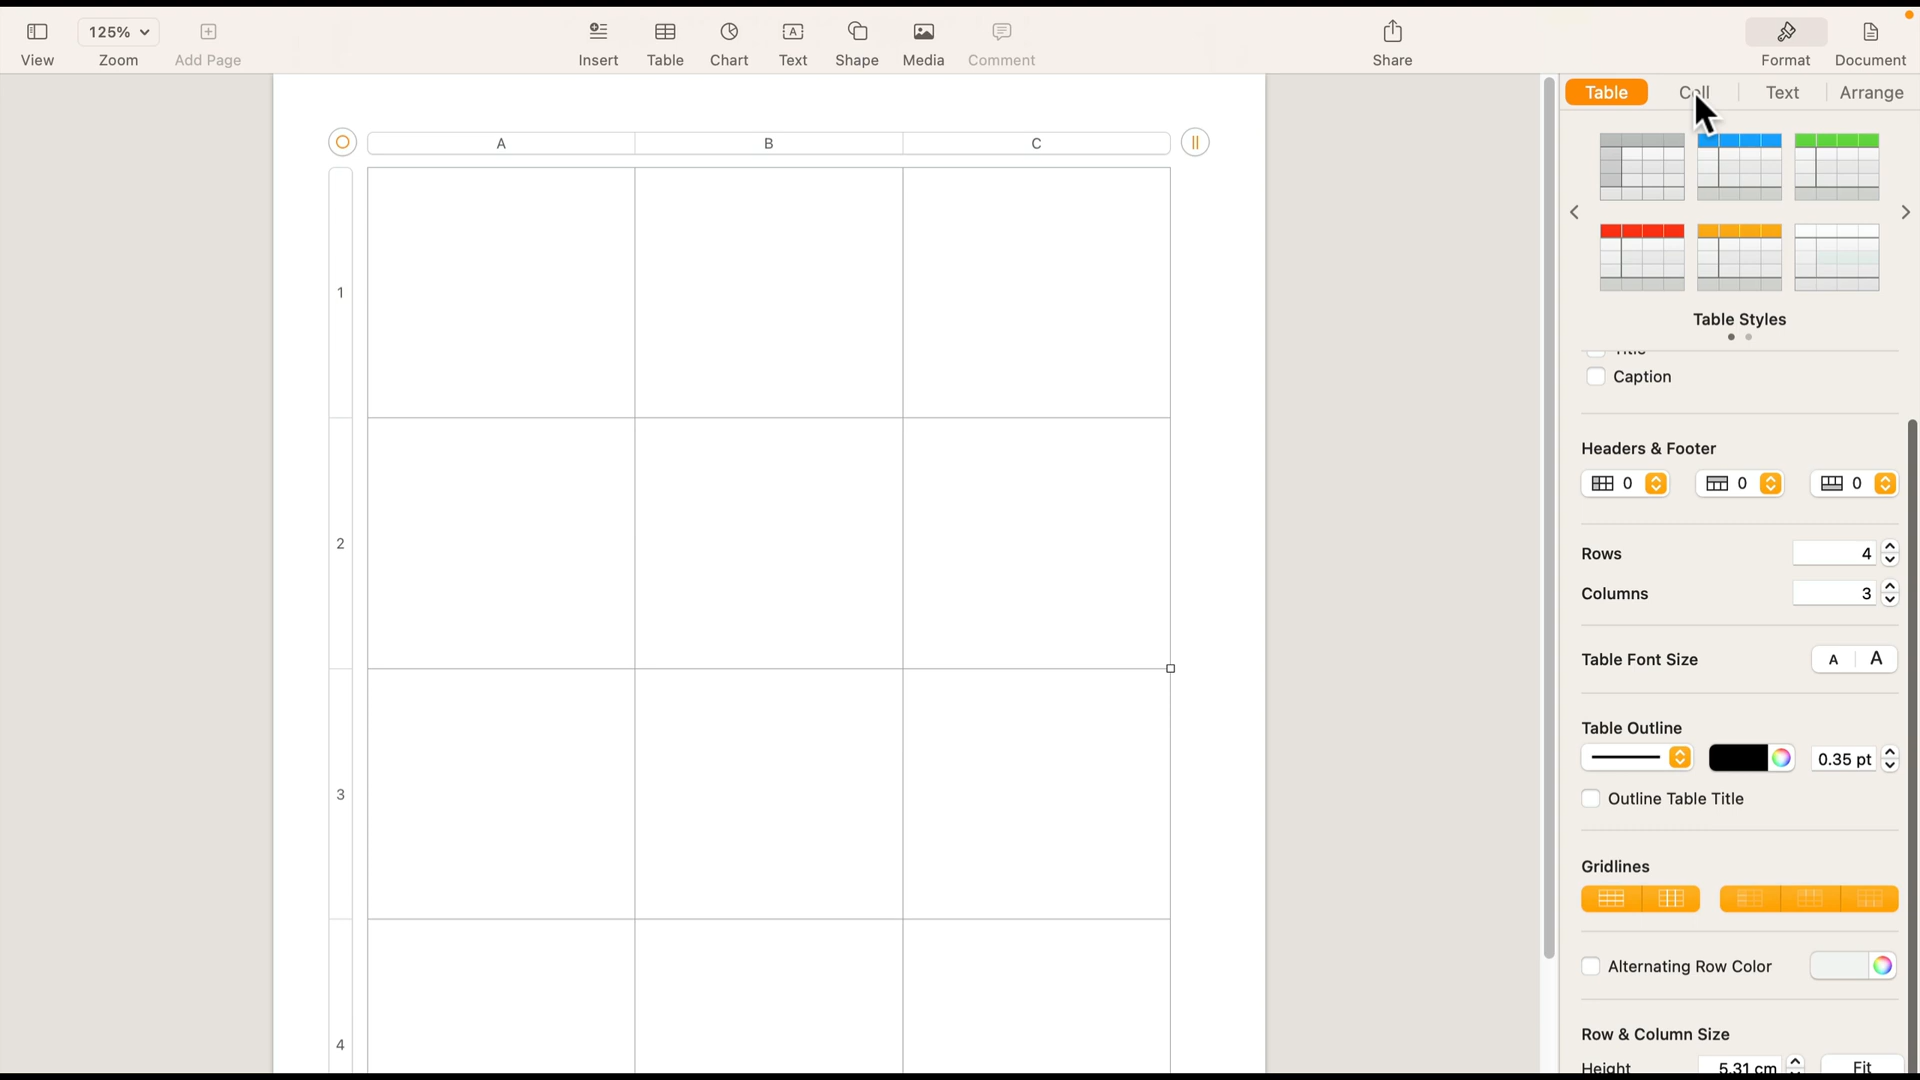 125%
View Zoom Add Page Insert Table Chart Text Shape Media Comment Share Format Document
Table Cell Text Arrange
A B C
Table Styles
Title
Caption
1
Headers & Footer
0 0 0
2
Rows 4
Columns 3
Table Font Size A A
Table Outline
0.35 pt
3
Outline Table Title
Gridlines
Alternating Row Color
Row & Column Size
4
Height 5.31 cm Fit